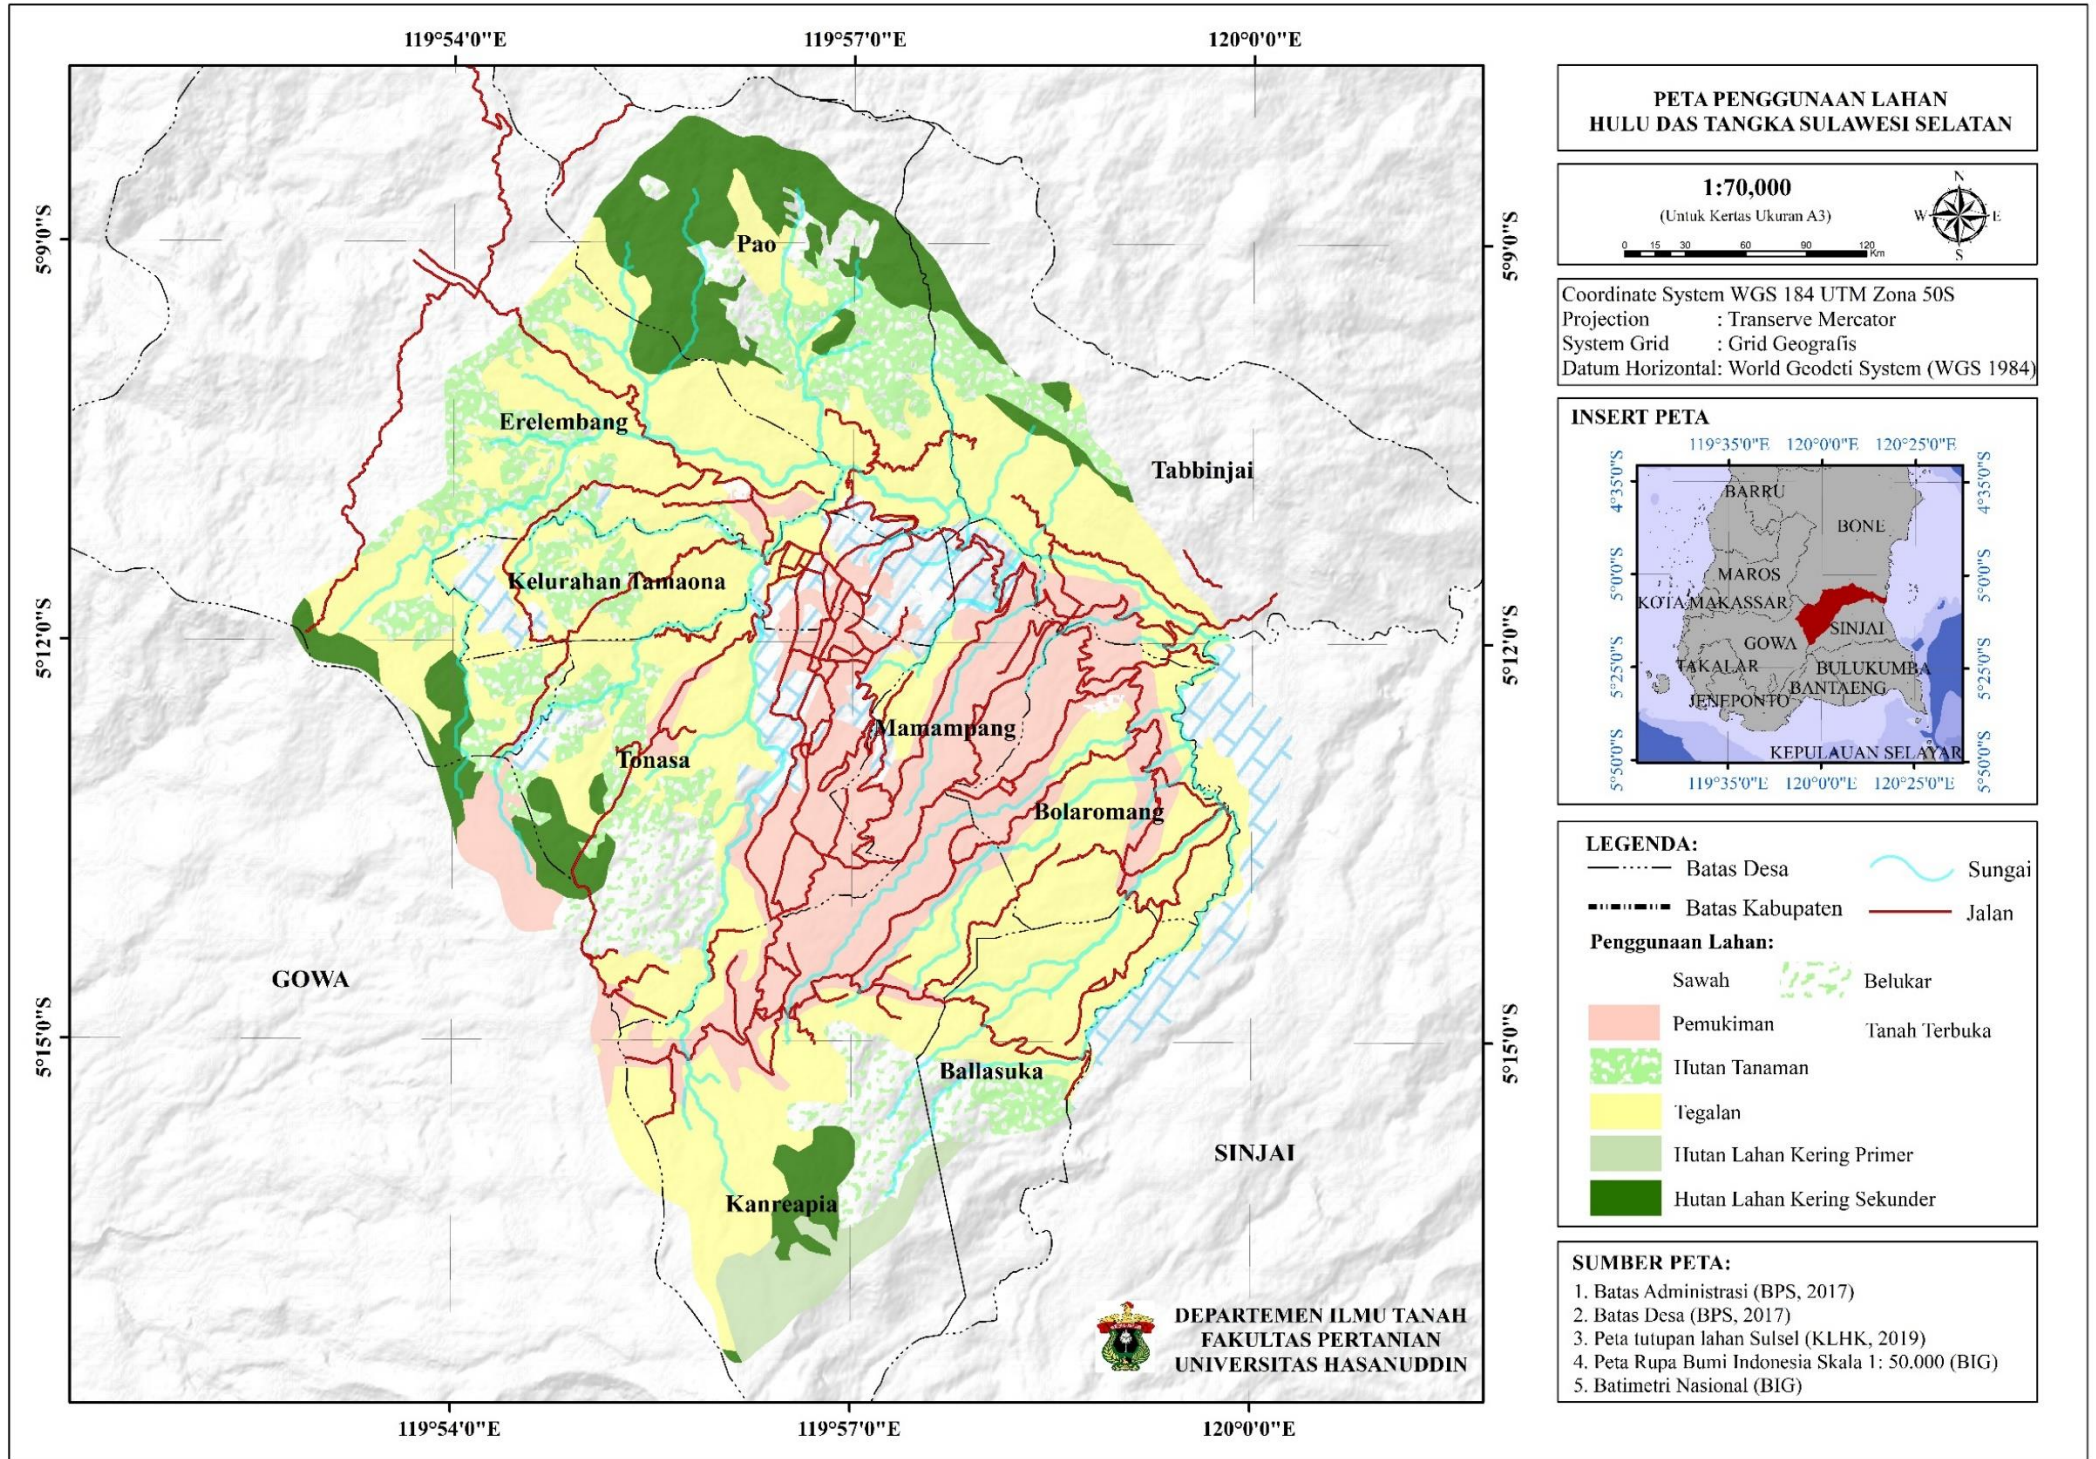 119°54'0"E
119°57'0"E
120°0'0"E
5°9'0"S
5°12'0"S
5°15'0"S
5°9'0"S
5°12'0"S
5°15'0"S
119°54'0"E
119°57'0"E
120°0'0"E
Pao
Erelembang
Tabbinjai
Kelurahan Tamaona
Mamampang
Tonasa
Bolaromang
GOWA
Ballasuka
SINJAI
Kanreapia
DEPARTEMEN ILMU TANAH
FAKULTAS PERTANIAN
UNIVERSITAS HASANUDDIN
PETA PENGGUNAAN LAHAN
HULU DAS TANGKA SULAWESI SELATAN
1:70,000
(Untuk Kertas Ukuran A3)
0 15 30 60 90 120
Km
N
W E
S
Coordinate System WGS 184 UTM Zona 50S
Projection : Transerve Mercator
System Grid : Grid Geografis
Datum Horizontal: World Geodeti System (WGS 1984)
INSERT PETA
119°35'0"E 120°0'0"E 120°25'0"E
4°35'0"S
5°0'0"S
5°25'0"S
5°50'0"S
4°35'0"S
5°0'0"S
5°25'0"S
5°50'0"S
BARRU
BONE
MAROS
KOTA MAKASSAR
SINJAI
GOWA
TAKALAR
BULUKUMBA
BANTAENG
JENEPONTO
KEPULAUAN SELAYAR
119°35'0"E 120°0'0"E 120°25'0"E
LEGENDA:
Batas Desa
Sungai
Batas Kabupaten
Jalan
Penggunaan Lahan:
Sawah
Belukar
Pemukiman
Tanah Terbuka
Hutan Tanaman
Tegalan
Hutan Lahan Kering Primer
Hutan Lahan Kering Sekunder
SUMBER PETA:
1. Batas Administrasi (BPS, 2017)
2. Batas Desa (BPS, 2017)
3. Peta tutupan lahan Sulsel (KLHK, 2019)
4. Peta Rupa Bumi Indonesia Skala 1: 50.000 (BIG)
5. Batimetri Nasional (BIG)